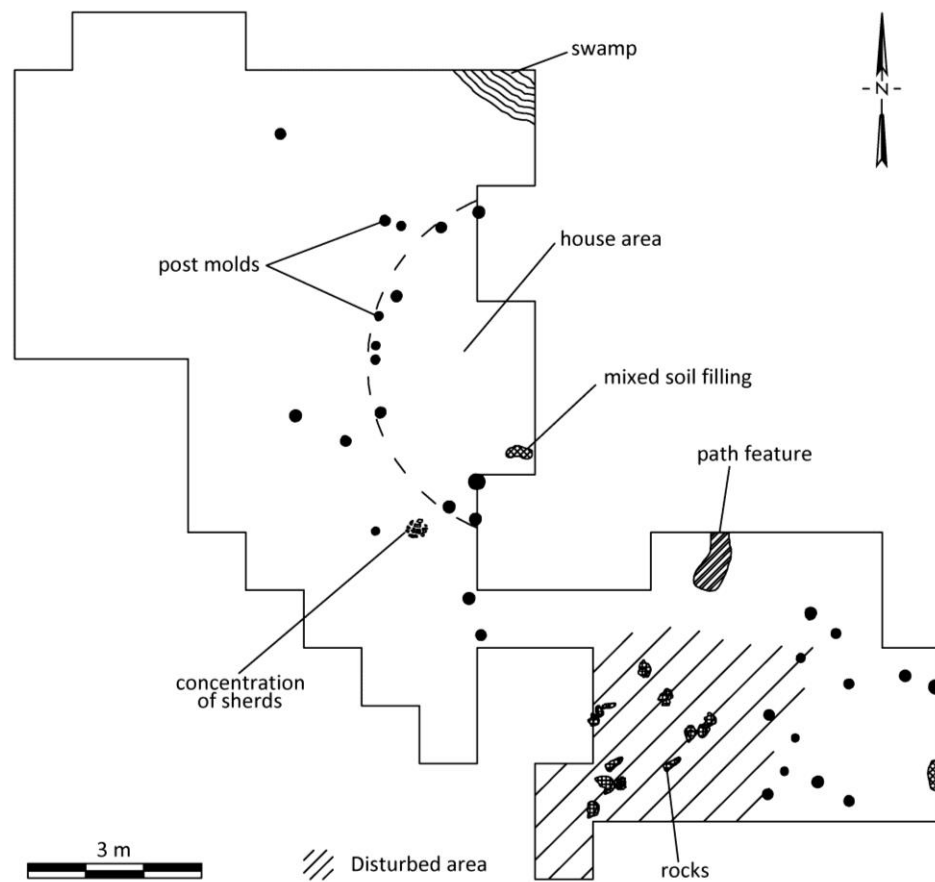 swamp
- N -
house area
post molds
mixed soil filling
path feature
concentration
of sherds
3 m
Disturbed area
rocks